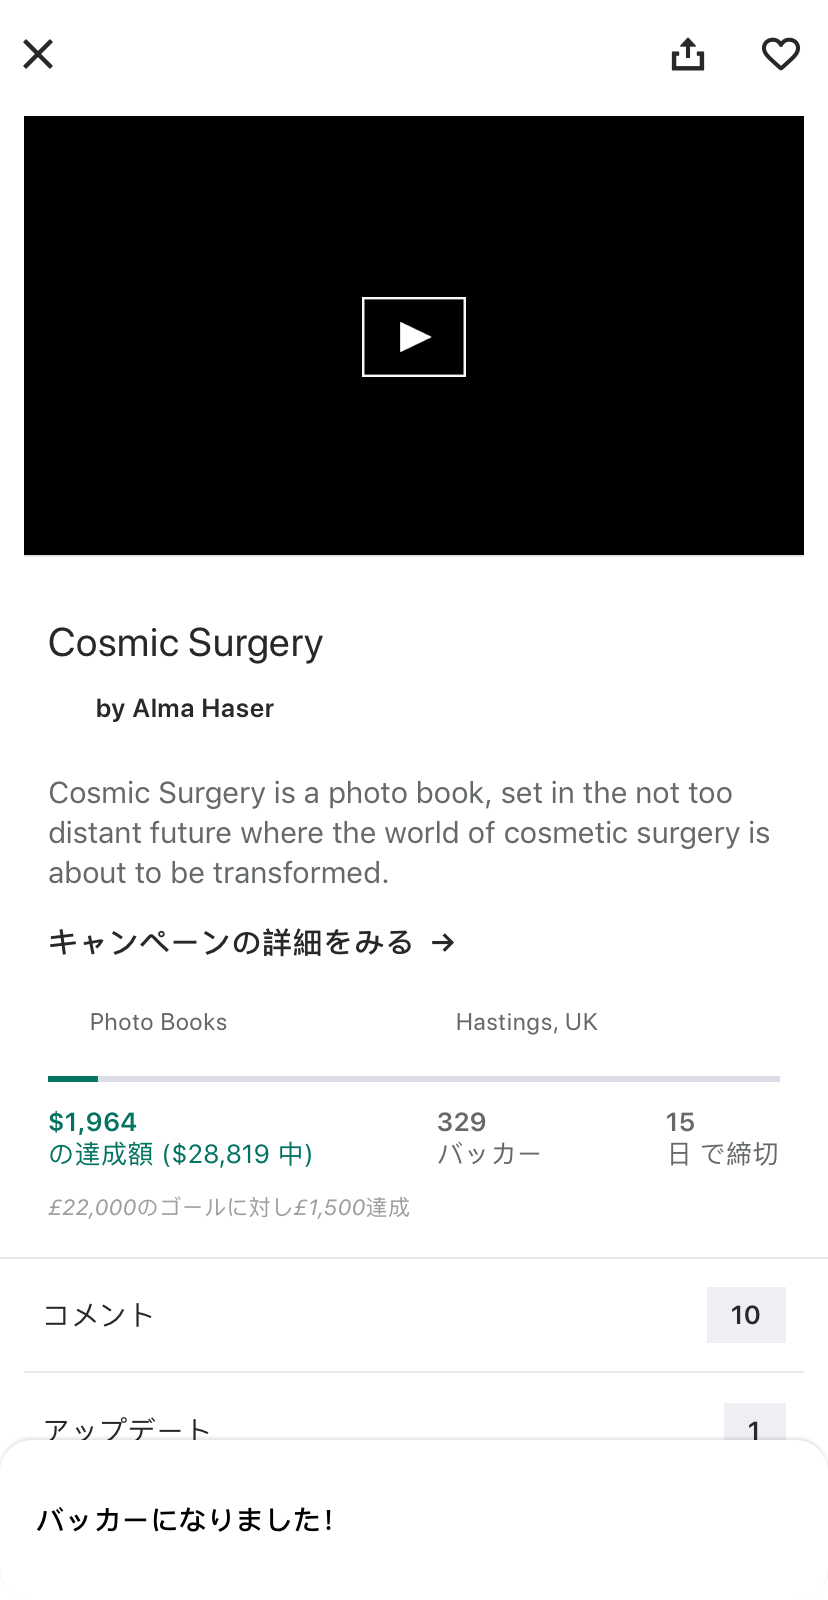 Cosmic Surgery
by Alma Haser
Cosmic Surgery is a photo book, set in the not too
distant future where the world of cosmetic surgery is
about to be transformed.
キャンペーンの詳細をみる →
Photo Books
Hastings, UK
$1,964
の達成額 ($28,819 中)
329
バッカー
15
日 で締切
£22,000のゴールに対し£1,500達成
コメント
10
アップデート
1
バッカーになりました!